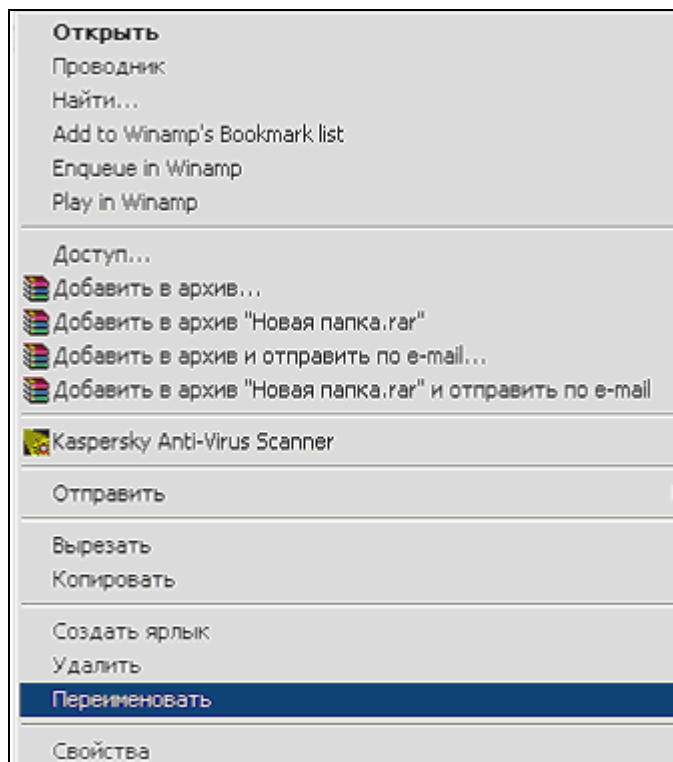 Открыть
Проводник
Найти...
Add to Winamp's Bookmark list
Enqueue in Winamp
Play in Winamp
Доступ...
Добавить в архив...
Добавить в архив "Новая папка.rar"
Добавить в архив и отправить по e-mail...
Добавить в архив "Новая папка.rar" и отправить по e-mail
Kaspersky Anti-Virus Scanner
Отправить
Вырезать
Копировать
Создать ярлык
Удалить
Переименовать
Свойства